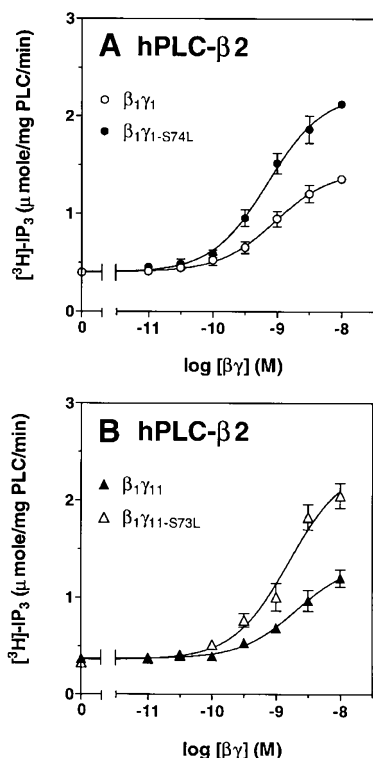 A hPLC-β2
β₁γ₁
β₁γ₁₋S74L
[³H]-IP₃ (μ mole/mg PLC/min)
3
2
1
0
0 -11 -10 -9 -8
log [βγ] (M)
B hPLC-β2
β₁γ₁₁
β₁γ₁₁₋S73L
[³H]-IP₃ (μ mole/mg PLC/min)
3
2
1
0
0 -11 -10 -9 -8
log [βγ] (M)